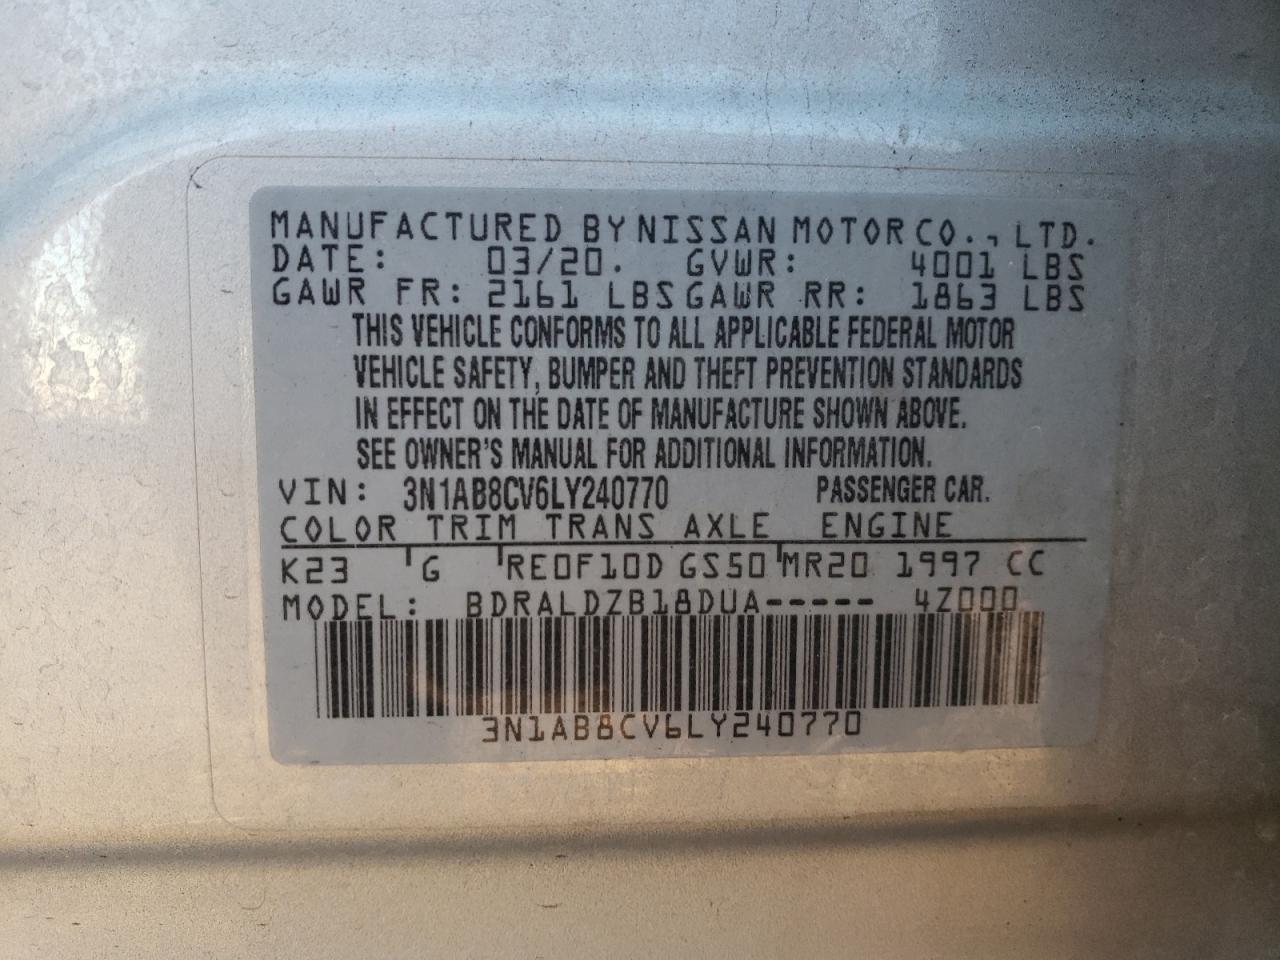 MANUFACTURED BY NISSAN MOTOR CO., LTD.
DATE: 03/20. GVWR: 4001 LBS
GAWR FR: 2161 LBS GAWR RR: 1863 LBS
THIS VEHICLE CONFORMS TO ALL APPLICABLE FEDERAL MOTOR
VEHICLE SAFETY, BUMPER AND THEFT PREVENTION STANDARDS
IN EFFECT ON THE DATE OF MANUFACTURE SHOWN ABOVE.
SEE OWNER'S MANUAL FOR ADDITIONAL INFORMATION.
VIN: 3N1AB8CV6LY240770 PASSENGER CAR.
COLOR TRIM TRANS AXLE ENGINE
K23 G RE0F10D GS50 MR20 1997 CC
MODEL: BDRALDZB18DUA----- 4Z000
3N1AB8CV6LY240770